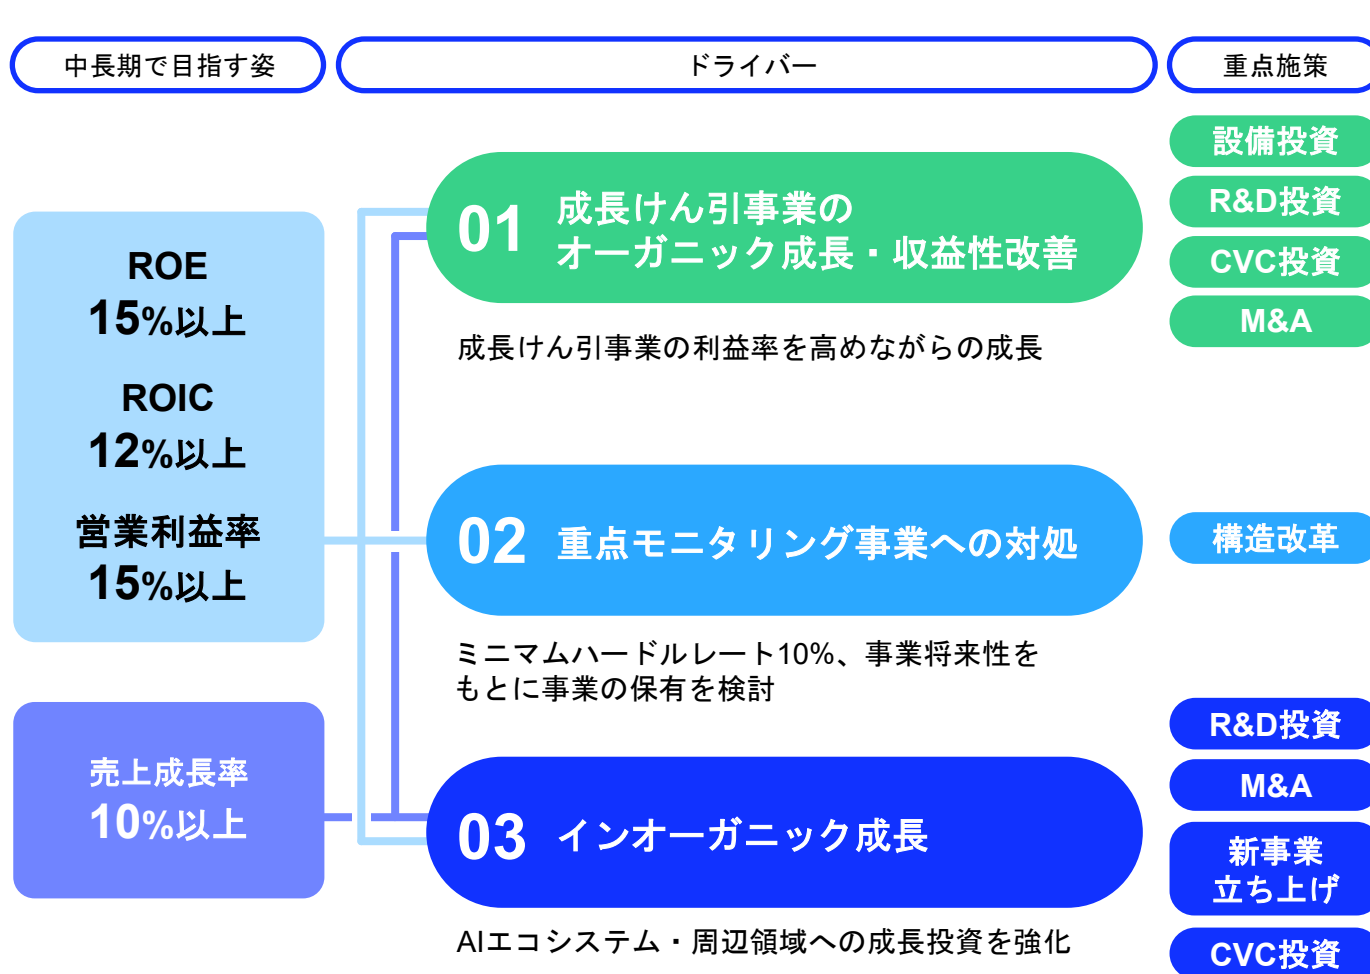 中長期で目指す姿
ドライバー
重点施策
ROE
15%以上
ROIC
12%以上
営業利益率
15%以上
売上成長率
10%以上
01 成長けん引事業の
オーガニック成長・収益性改善
成長けん引事業の利益率を高めながらの成長
設備投資
R&D投資
CVC投資
M&A
02 重点モニタリング事業への対処
ミニマムハードルレート10%、事業将来性を
もとに事業の保有を検討
構造改革
03 インオーガニック成長
AIエコシステム・周辺領域への成長投資を強化
R&D投資
M&A
新事業
立ち上げ
CVC投資